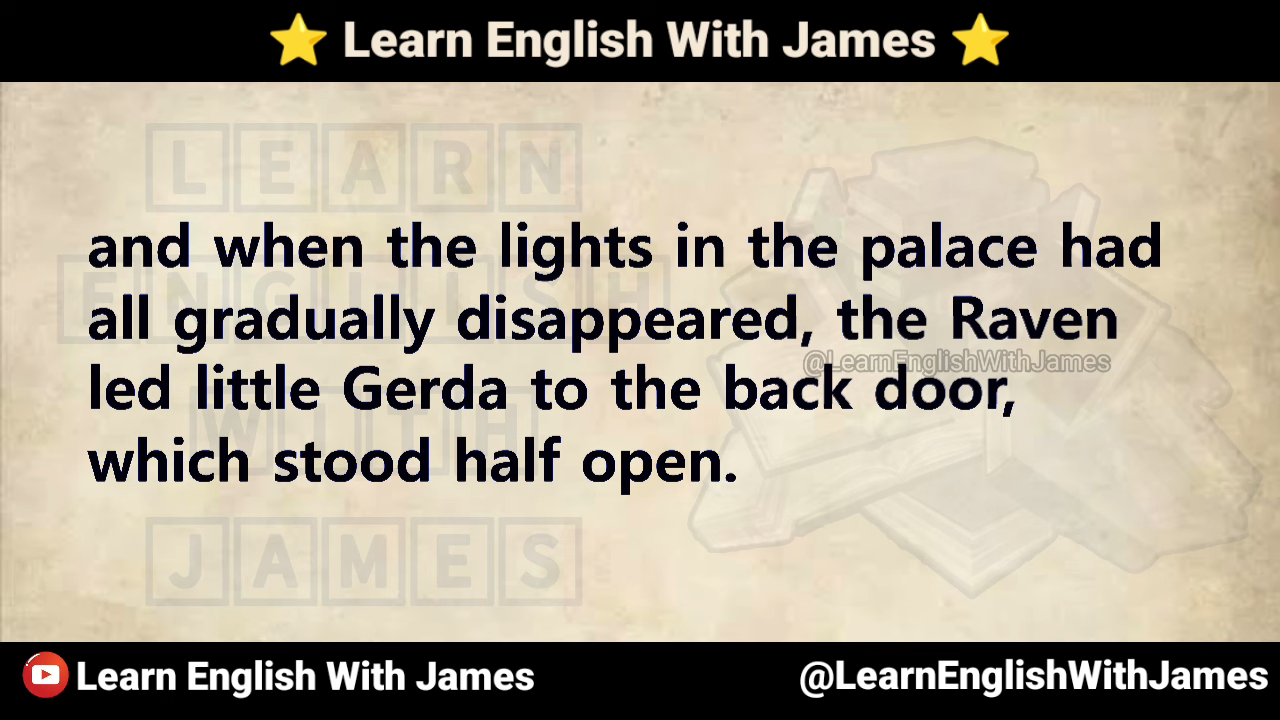 ⭐ Learn English With James ⭐
LEARN
and when the lights in the palace had
ENGLISH
all gradually disappeared, the Raven
@LearnEnglishWithJames
led little Gerda to the back door,
WITH
which stood half open.
JAMES
Learn English With James
@LearnEnglishWithJames